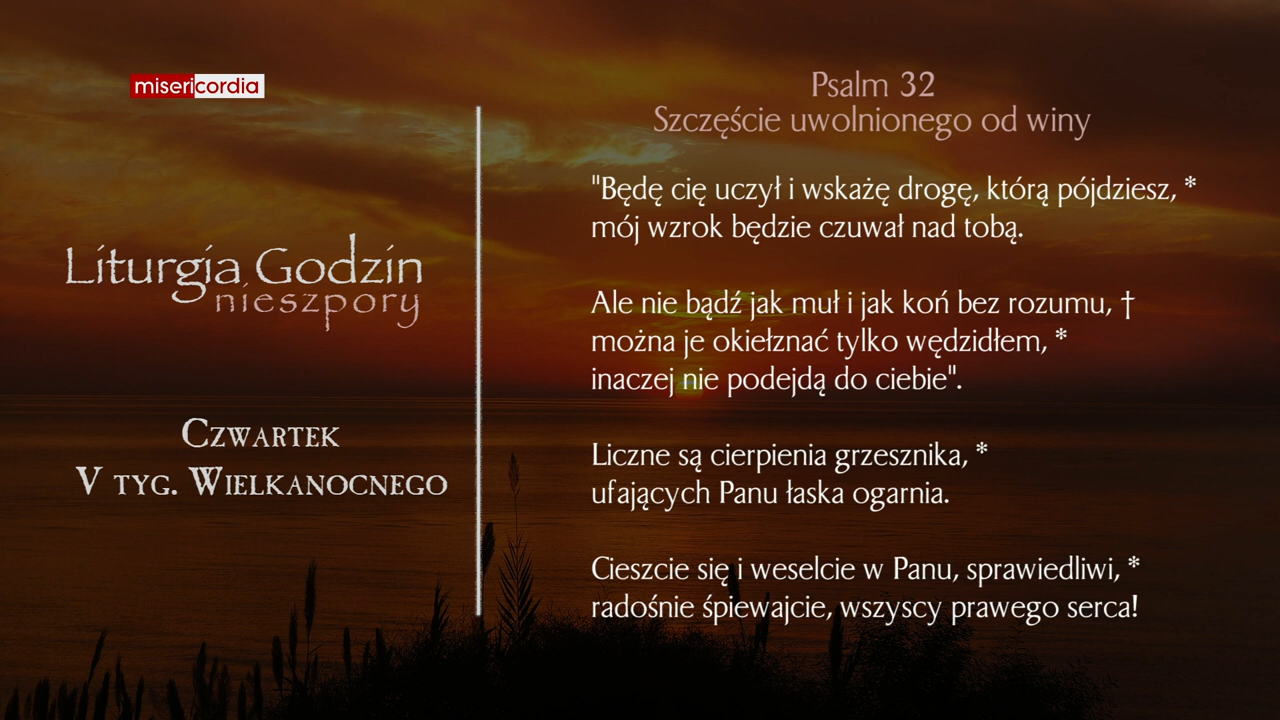 misericordia
Liturgia Godzin
nieszpory
Czwartek
V tyg. Wielkanocnego
Psalm 32
Szczęście uwolnionego od winy
"Będę cię uczył i wskażę drogę, którą pójdziesz, *
mój wzrok będzie czuwał nad tobą.
Ale nie bądź jak muł i jak koń bez rozumu, †
można je okiełznać tylko wędzidłem, *
inaczej nie podejdą do ciebie".
Liczne są cierpienia grzesznika, *
ufających Panu łaska ogarnia.
Cieszcie się i weselcie w Panu, sprawiedliwi, *
radośnie śpiewajcie, wszyscy prawego serca!